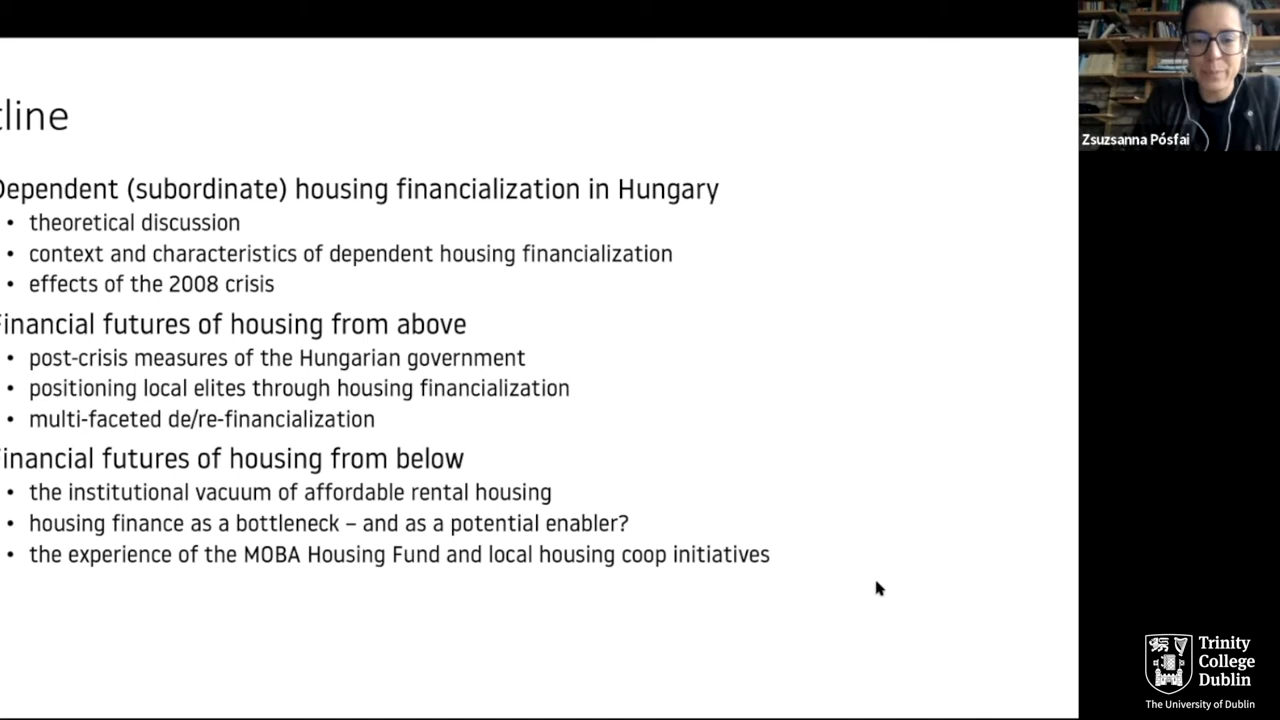 tline
Dependent (subordinate) housing financialization in Hungary
• theoretical discussion
• context and characteristics of dependent housing financialization
• effects of the 2008 crisis
Financial futures of housing from above
• post-crisis measures of the Hungarian government
• positioning local elites through housing financialization
• multi-faceted de/re-financialization
Financial futures of housing from below
• the institutional vacuum of affordable rental housing
• housing finance as a bottleneck – and as a potential enabler?
• the experience of the MOBA Housing Fund and local housing coop initiatives
Zsuzsanna Pósfai
Trinity
College
Dublin
The University of Dublin